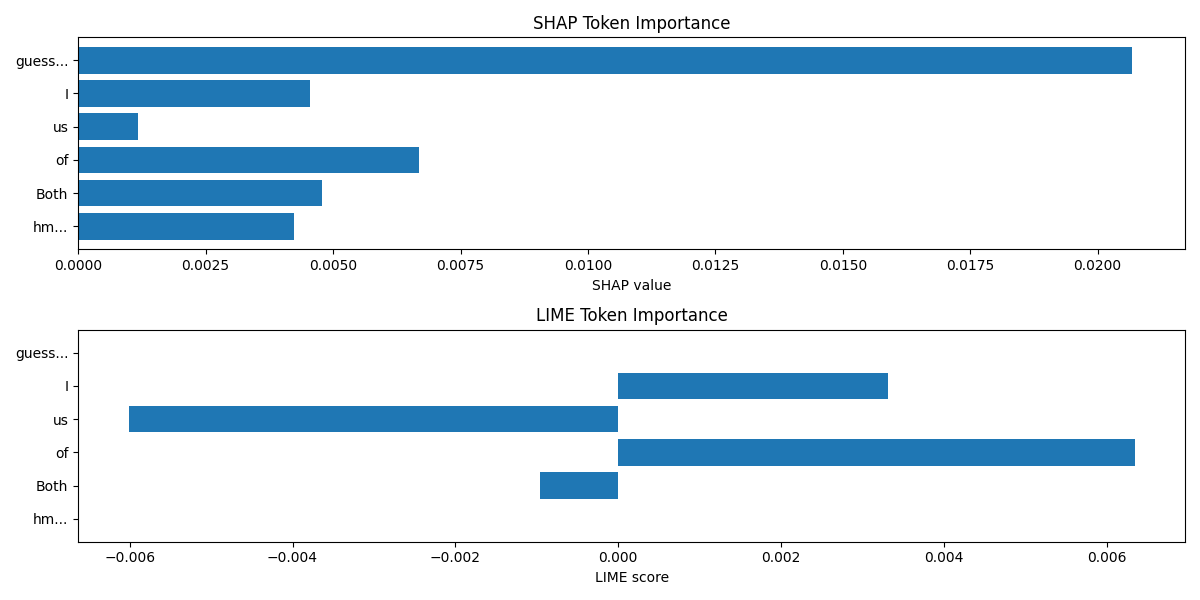 SHAP Token Importance
guess...
I
us
of
Both
hm...
0.0000 0.0025 0.0050 0.0075 0.0100 0.0125 0.0150 0.0175 0.0200
SHAP value
LIME Token Importance
guess...
I
us
of
Both
hm...
−0.006 −0.004 −0.002 0.000 0.002 0.004 0.006
LIME score